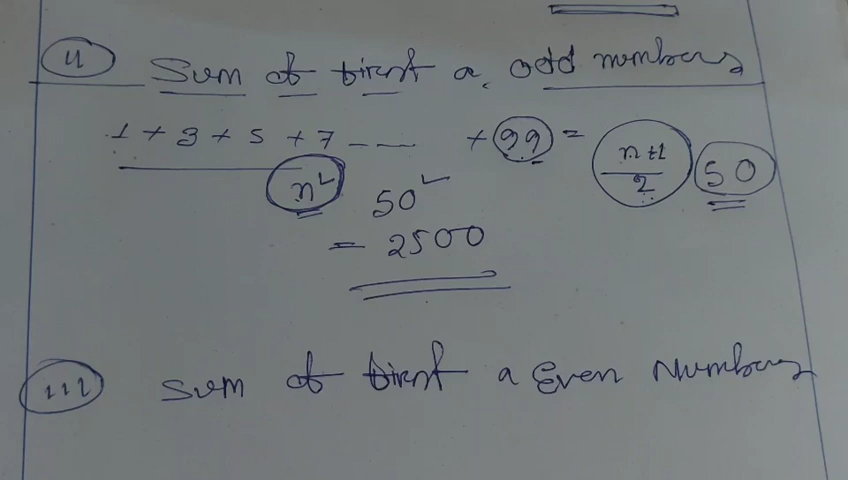 ii Sum of first n odd numbers
1 + 3 + 5 + 7 - - - + 99 = n+1/2 50
n² 50²
= 2500
iii Sum of first n Even Numbers